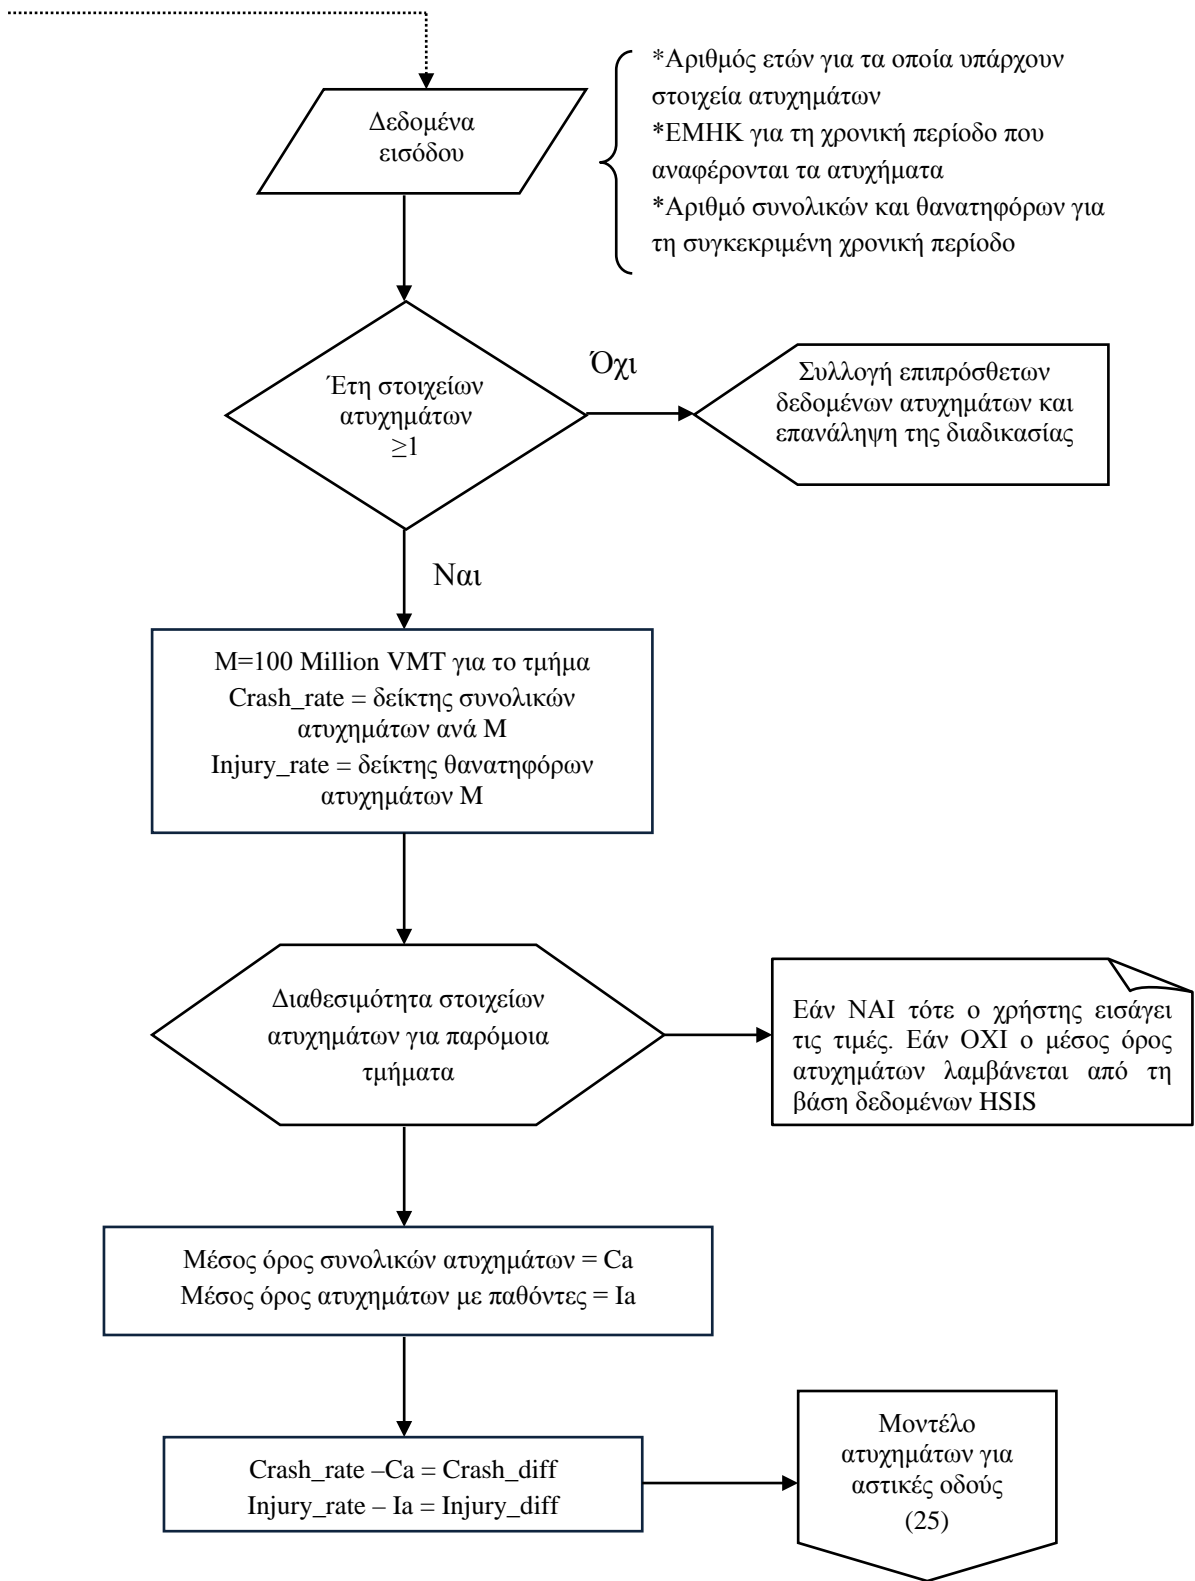 Δεδομένα
εισόδου
*Αριθμός ετών για τα οποία υπάρχουν
στοιχεία ατυχημάτων
*ΕΜΗΚ για τη χρονική περίοδο που
αναφέρονται τα ατυχήματα
*Αριθμό συνολικών και θανατηφόρων για
τη συγκεκριμένη χρονική περίοδο
Έτη στοιχείων
ατυχημάτων
≥1
Όχι
Συλλογή επιπρόσθετων
δεδομένων ατυχημάτων και
επανάληψη της διαδικασίας
Ναι
M=100 Million VMT για το τμήμα
Crash_rate = δείκτης συνολικών
ατυχημάτων ανά M
Injury_rate = δείκτης θανατηφόρων
ατυχημάτων M
Διαθεσιμότητα στοιχείων
ατυχημάτων για παρόμοια
τμήματα
Εάν ΝΑΙ τότε ο χρήστης εισάγει
τις τιμές. Εάν ΟΧΙ ο μέσος όρος
ατυχημάτων λαμβάνεται από τη
βάση δεδομένων HSIS
Μέσος όρος συνολικών ατυχημάτων = Ca
Μέσος όρος ατυχημάτων με παθόντες = Ia
Crash_rate –Ca = Crash_diff
Injury_rate – Ia = Injury_diff
Μοντέλο
ατυχημάτων για
αστικές οδούς
(25)